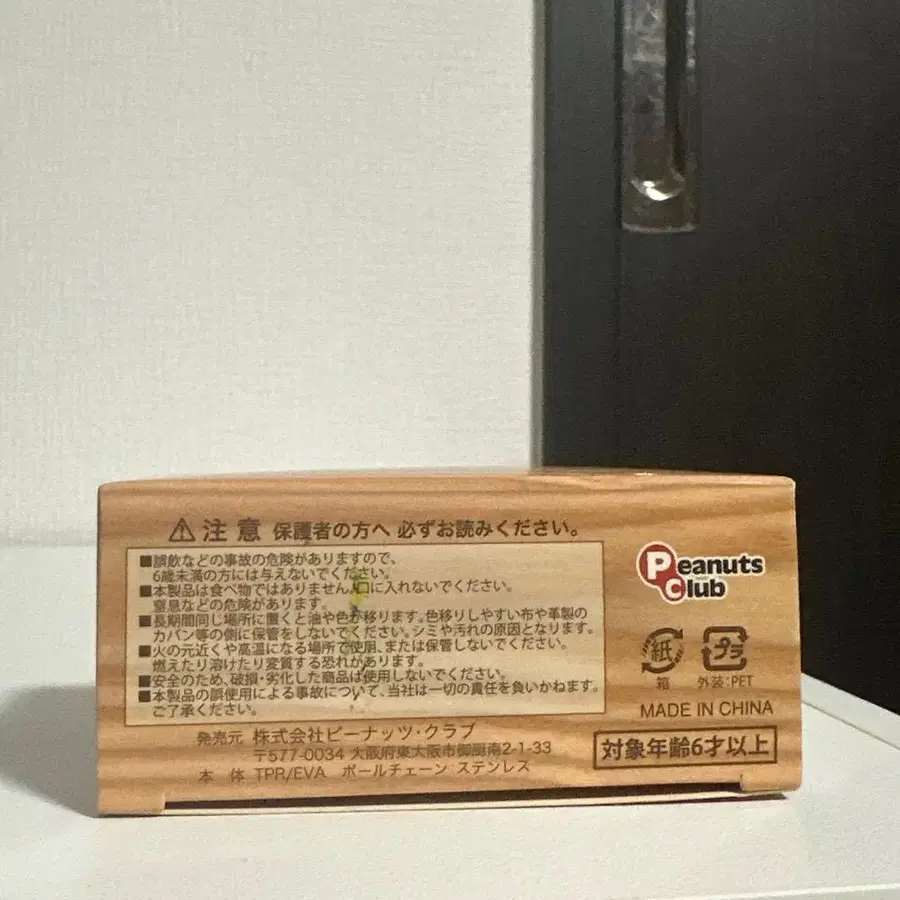 ⚠注意 保護者の方へ 必ずお読みください。
■誤飲などの事故の危険がありますので、
6歳未満の方には与えないでください。
■本製品は食べ物ではありません。口に入れないでください。
窒息などの危険があります。
■長期間同じ場所に置くと油や色が移ります。色移りしやすい布や革製の
カバン等の側に保管をしないでください。シミや汚れの原因となります。
■火の元近くや高温になる場所で使用、または保管しないでください。
燃えたり溶けたり変質する恐れがあります。
■安全のため、破損・劣化した商品は使用しないでください。
■本製品の誤使用による事故について、当社は一切の責任を負いかねます。
ご了承ください。
発売元 株式会社ピーナッツ・クラブ
〒577-0034 大阪府東大阪市御厨南2-1-33
本体 TPR/EVA ボールチェーン:ステンレス
Peanuts
Club
紙 プラ
箱 外装:PET
MADE IN CHINA
対象年齢6才以上